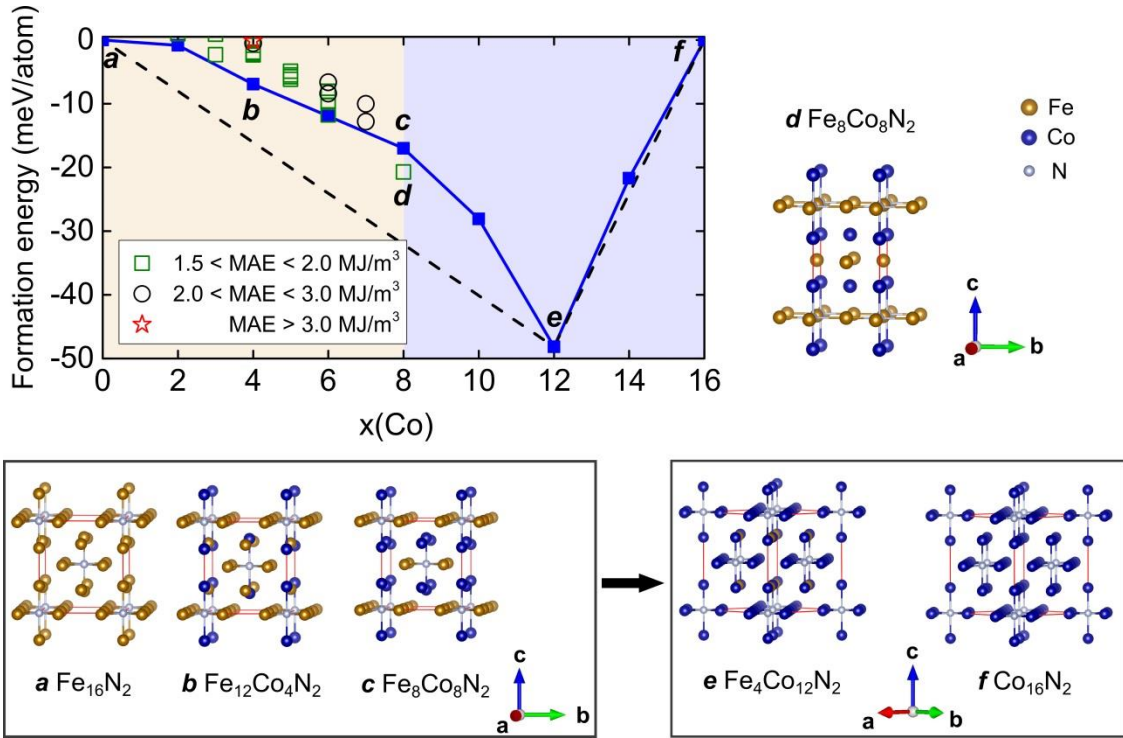 Formation energy (meV/atom)
0
-10
-20
-30
-40
-50
a
b
c
d
e
f
1.5 < MAE < 2.0 MJ/m³
2.0 < MAE < 3.0 MJ/m³
MAE > 3.0 MJ/m³
0 2 4 6 8 10 12 14 16
x(Co)
d Fe₈Co₈N₂
Fe
Co
N
c
a
b
a Fe₁₆N₂
b Fe₁₂Co₄N₂
c Fe₈Co₈N₂
c
a
b
e Fe₄Co₁₂N₂
f Co₁₆N₂
c
a
b